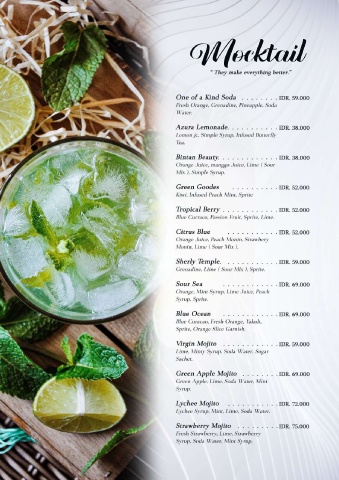 Mocktail
" They make everything better."
One of a Kind Soda . . . . . . . . IDR. 59.000
Fresh Orange, Grenadine, Pineapple, Soda
Water.
Azura Lemonade. . . . . . . . . . IDR. 38.000
Lemon jc, Simple Syrup, Infused Butterfly
Tea.
Bintan Beauty. . . . . . . . . . . . IDR. 38.000
Orange Juice, manggo Juice, Lime ( Sour
Mix ), Simple Syrup.
Green Goodes . . . . . . . . . . IDR. 52.000
Kiwi, Infused Peach Mint, Sprite
Tropical Berry . . . . . . . . . . . IDR. 52.000
Blue Curacao, Passion Fruit, Sprite, Lime.
Citrus Blue . . . . . . . . . . . IDR. 52.000
Orange Juice, Peach Monin, Strawbery
Monin, Lime ( Sour Mix ).
Sherly Temple. . . . . . . . . . . . IDR. 59.000
Grenadine, Lime ( Sour Mix ), Sprite.
Sour Sea . . . . . . . . . . . IDR. 69.000
Orange, Mint Syrup, Lime Juice, Peach
Syrup, Sprite.
Blue Ocean . . . . . . . . . . . IDR. 69.000
Blue Curacao, Fresh Orange, Falash,
Sprite, Orange Slice Garnish.
Virgin Mojito . . . . . . . . . . . IDR. 59.000
Lime, Minty Syrup, Soda Water, Sugar
Sachet.
Green Apple Mojito . . . . . . . IDR. 69.000
Green Apple, Lime, Soda Water, Mint
Syrup.
Lychee Mojito . . . . . . . . . . IDR. 72.000
Lychee Syrup, Mint, Lime, Soda Water.
Strawberry Mojito . . . . . . . . IDR. 75.000
Fresh Strawberry, Lime, Strawberry
Syrup, Soda Water, Mint Syrup.